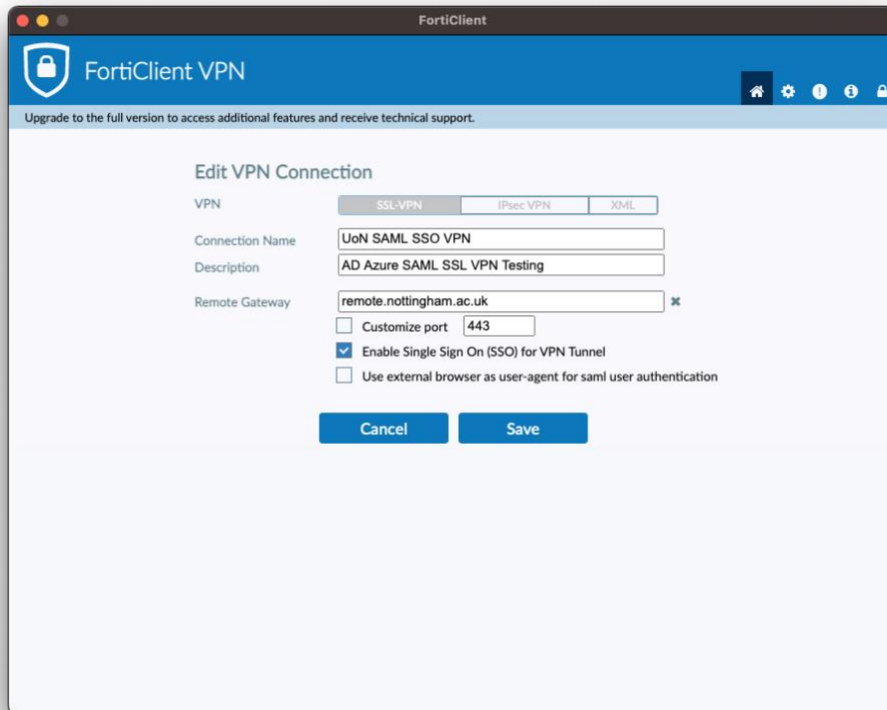 FortiClient
FortiClient VPN
Upgrade to the full version to access additional features and receive technical support.
Edit VPN Connection
VPN SSL-VPN IPsec VPN XML
Connection Name UoN SAML SSO VPN
Description AD Azure SAML SSL VPN Testing
Remote Gateway remote.nottingham.ac.uk
Customize port 443
Enable Single Sign On (SSO) for VPN Tunnel
Use external browser as user-agent for saml user authentication
Cancel Save